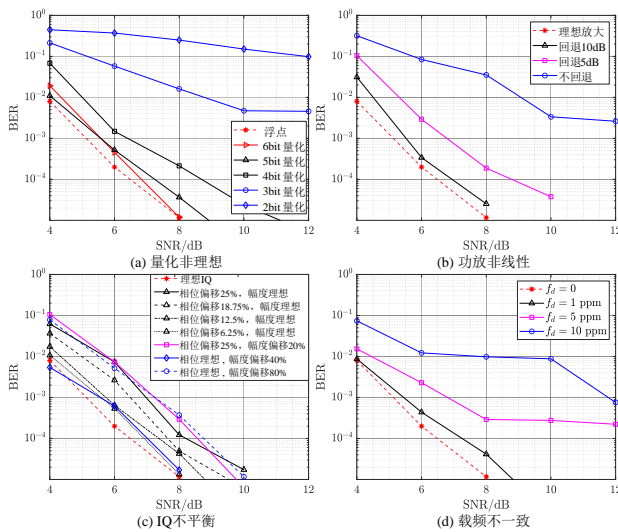 10⁰
10⁻¹
10⁻²
10⁻³
10⁻⁴
BER
4 6 8 10 12
SNR/dB
浮点
6bit 量化
5bit 量化
4bit 量化
3bit 量化
2bit 量化
(a) 量化非理想
10⁰
10⁻¹
10⁻²
10⁻³
10⁻⁴
BER
4 6 8 10 12
SNR/dB
理想放大
回退10dB
回退5dB
不回退
(b) 功放非线性
10⁰
10⁻¹
10⁻²
10⁻³
10⁻⁴
BER
4 6 8 10 12
SNR/dB
理想IQ
相位偏移25%，幅度理想
相位偏移18.75%，幅度理想
相位偏移12.5%，幅度理想
相位偏移6.25%，幅度理想
相位偏移25%，幅度偏移20%
相位理想，幅度偏移40%
相位理想，幅度偏移80%
(c) IQ不平衡
10⁰
10⁻¹
10⁻²
10⁻³
10⁻⁴
BER
4 6 8 10 12
SNR/dB
f_d = 0
f_d = 1 ppm
f_d = 5 ppm
f_d = 10 ppm
(d) 载频不一致